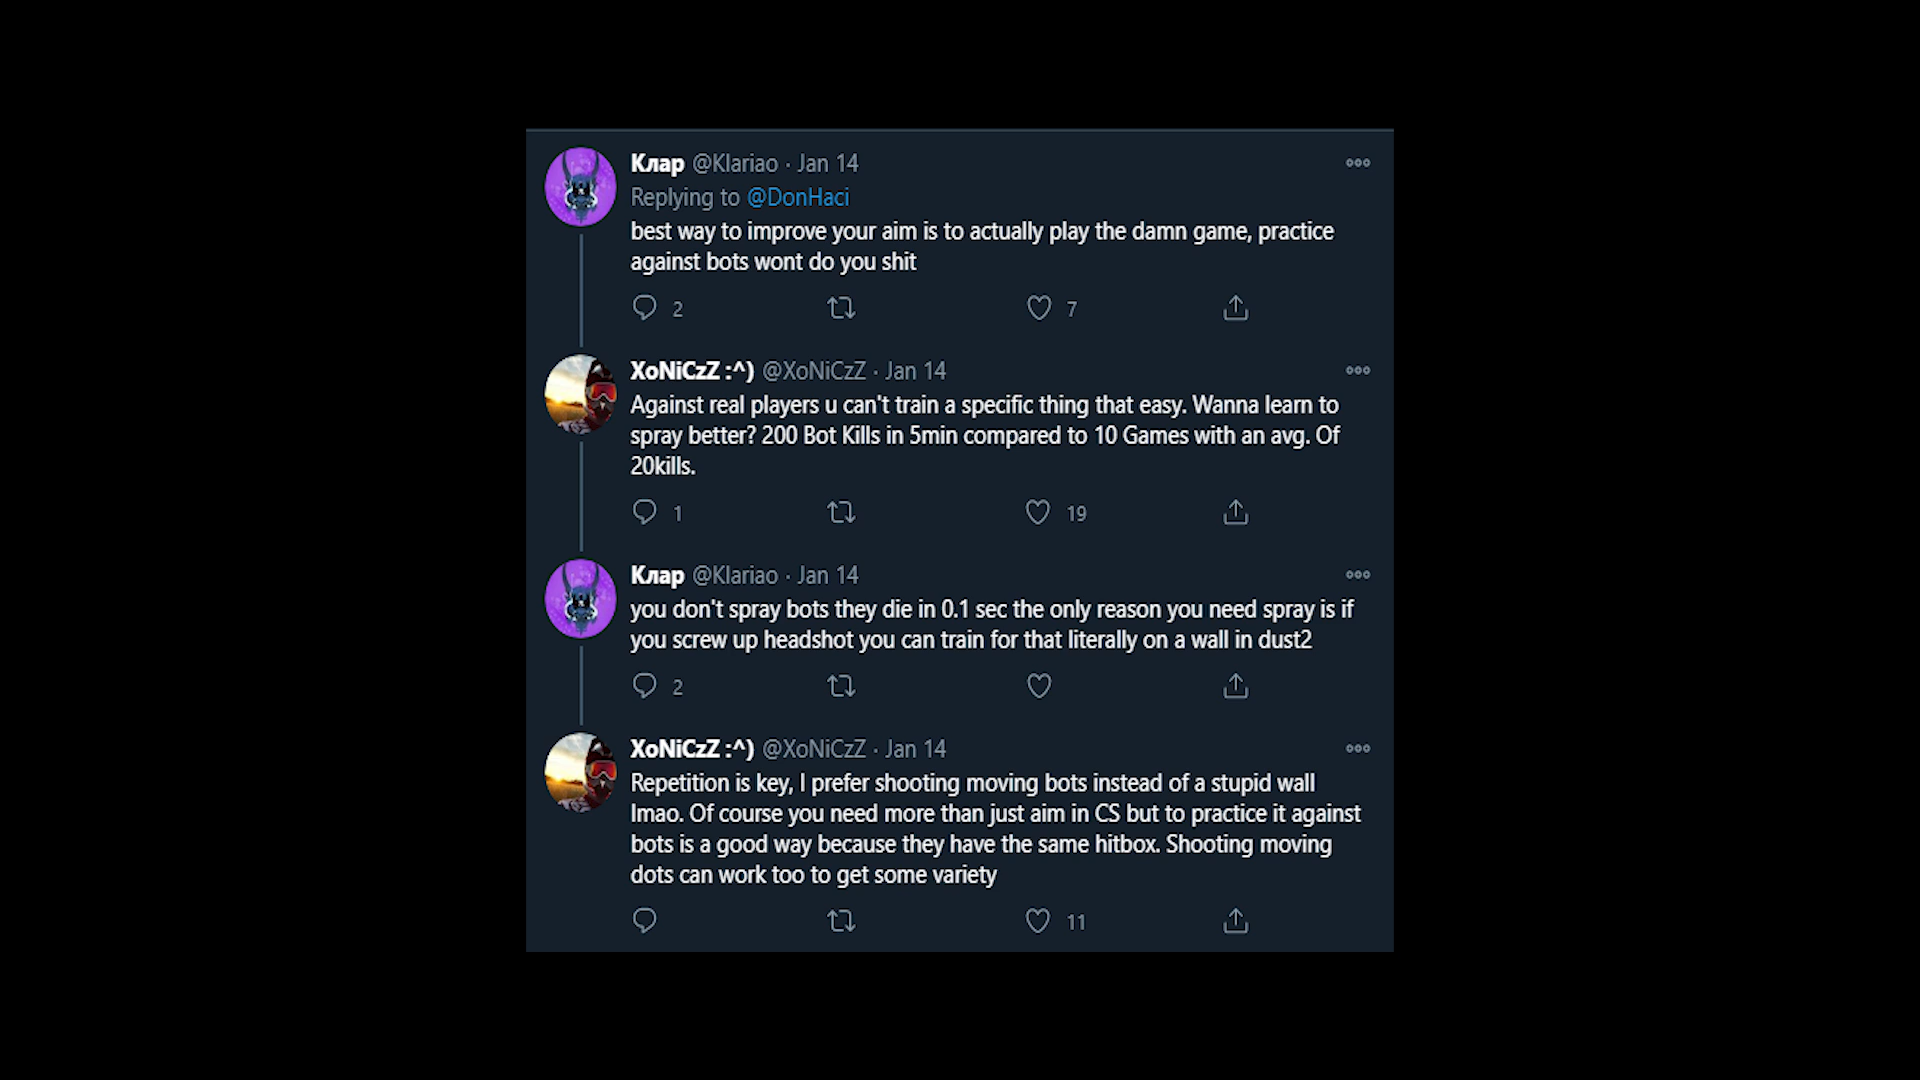 Клар @Klariao · Jan 14
Replying to @DonHaci
best way to improve your aim is to actually play the damn game, practice
against bots wont do you shit
2 7
XoNiCzZ :^) @XoNiCzZ · Jan 14
Against real players u can't train a specific thing that easy. Wanna learn to
spray better? 200 Bot Kills in 5min compared to 10 Games with an avg. Of
20kills.
1 19
Клар @Klariao · Jan 14
you don't spray bots they die in 0.1 sec the only reason you need spray is if
you screw up headshot you can train for that literally on a wall in dust2
2
XoNiCzZ :^) @XoNiCzZ · Jan 14
Repetition is key, I prefer shooting moving bots instead of a stupid wall
lmao. Of course you need more than just aim in CS but to practice it against
bots is a good way because they have the same hitbox. Shooting moving
dots can work too to get some variety
11